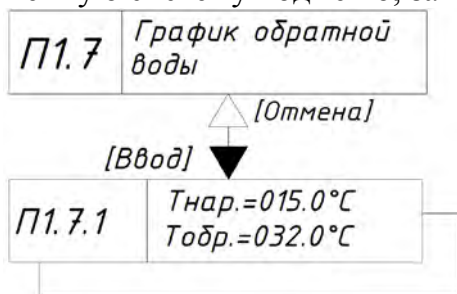 П1.7
График обратной
воды
[Отмена]
[Ввод]
П1.7.1
Тнар.=015.0°C
Тобр.=032.0°C